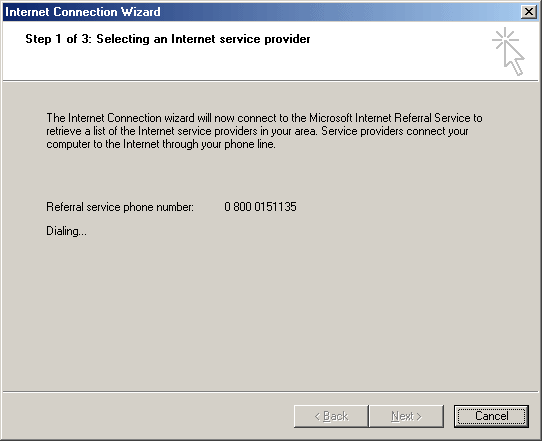 Internet Connection Wizard
Step 1 of 3: Selecting an Internet service provider
The Internet Connection wizard will now connect to the Microsoft Internet Referral Service to
retrieve a list of the Internet service providers in your area. Service providers connect your
computer to the Internet through your phone line.
Referral service phone number: 0 800 0151135
Dialing...
< Back Next > Cancel